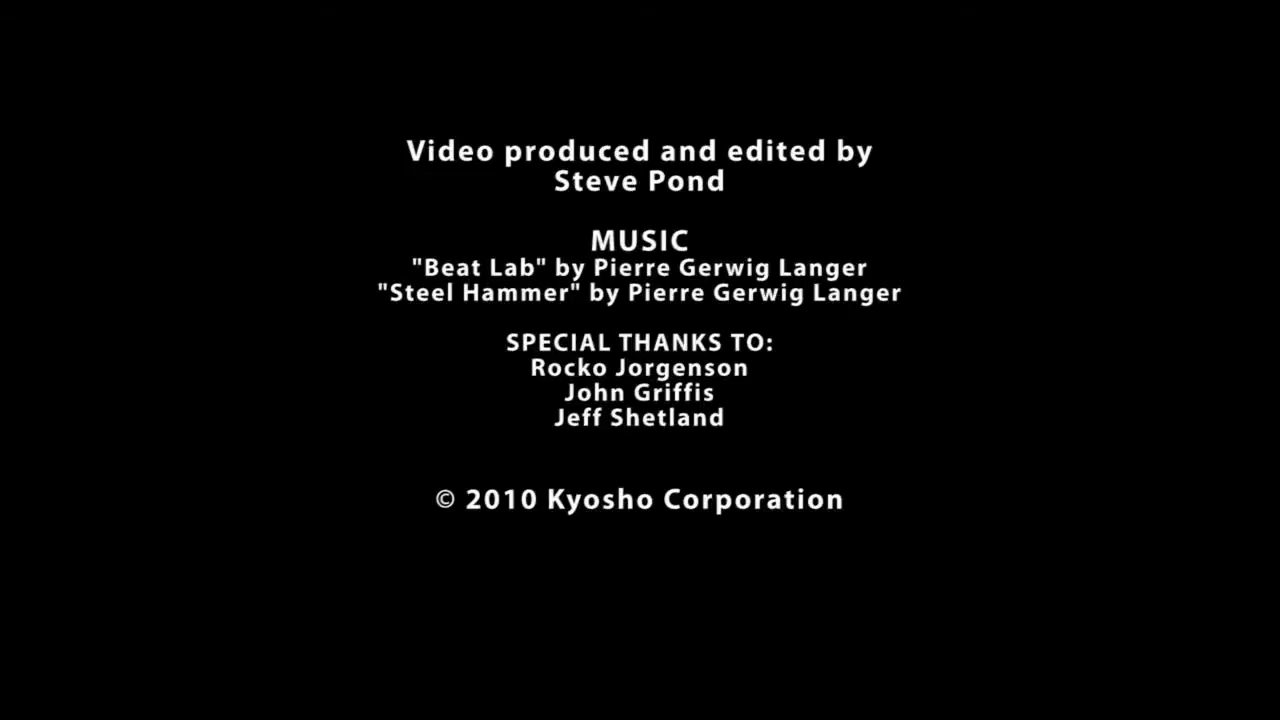 Video produced and edited by
Steve Pond
MUSIC
"Beat Lab" by Pierre Gerwig Langer
"Steel Hammer" by Pierre Gerwig Langer
SPECIAL THANKS TO:
Rocko Jorgenson
John Griffis
Jeff Shetland
© 2010 Kyosho Corporation